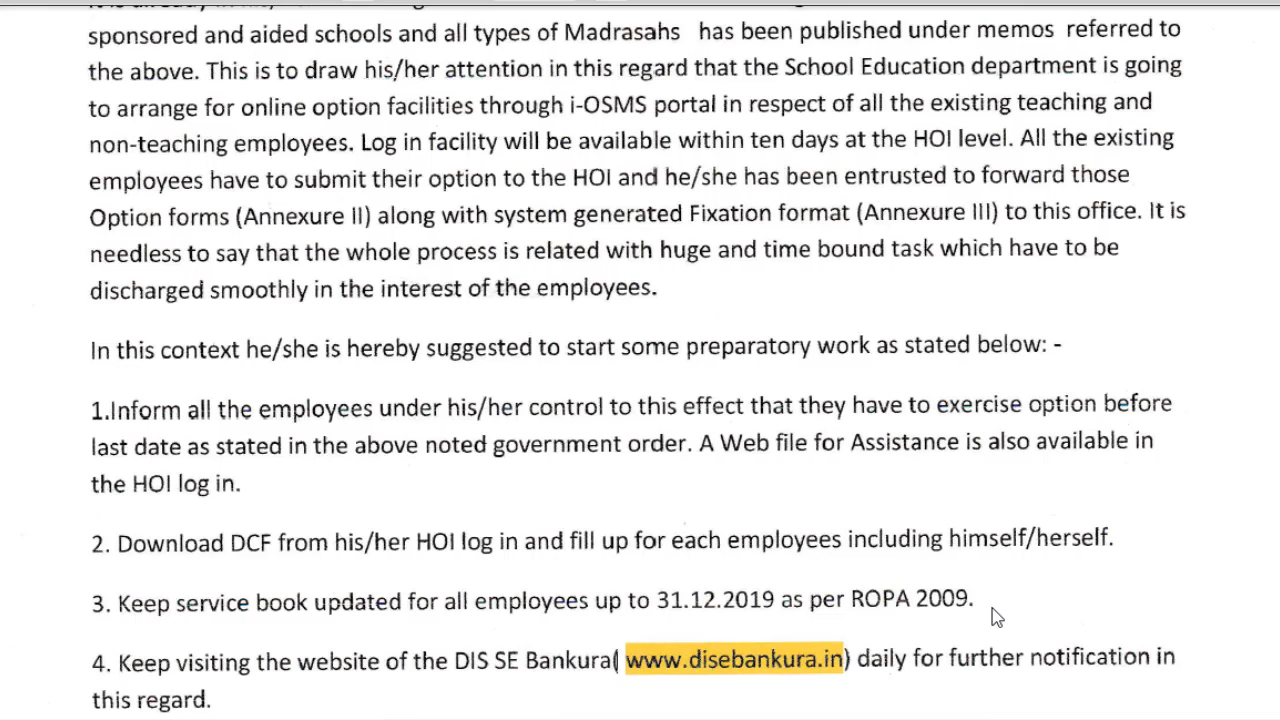 sponsored and aided schools and all types of Madrasahs has been published under memos referred to
the above. This is to draw his/her attention in this regard that the School Education department is going
to arrange for online option facilities through i-OSMS portal in respect of all the existing teaching and
non-teaching employees. Log in facility will be available within ten days at the HOI level. All the existing
employees have to submit their option to the HOI and he/she has been entrusted to forward those
Option forms (Annexure II) along with system generated Fixation format (Annexure III) to this office. It is
needless to say that the whole process is related with huge and time bound task which have to be
discharged smoothly in the interest of the employees.
In this context he/she is hereby suggested to start some preparatory work as stated below: -
1.Inform all the employees under his/her control to this effect that they have to exercise option before
last date as stated in the above noted government order. A Web file for Assistance is also available in
the HOI log in.
2. Download DCF from his/her HOI log in and fill up for each employees including himself/herself.
3. Keep service book updated for all employees up to 31.12.2019 as per ROPA 2009.
4. Keep visiting the website of the DIS SE Bankura( www.disebankura.in) daily for further notification in
this regard.